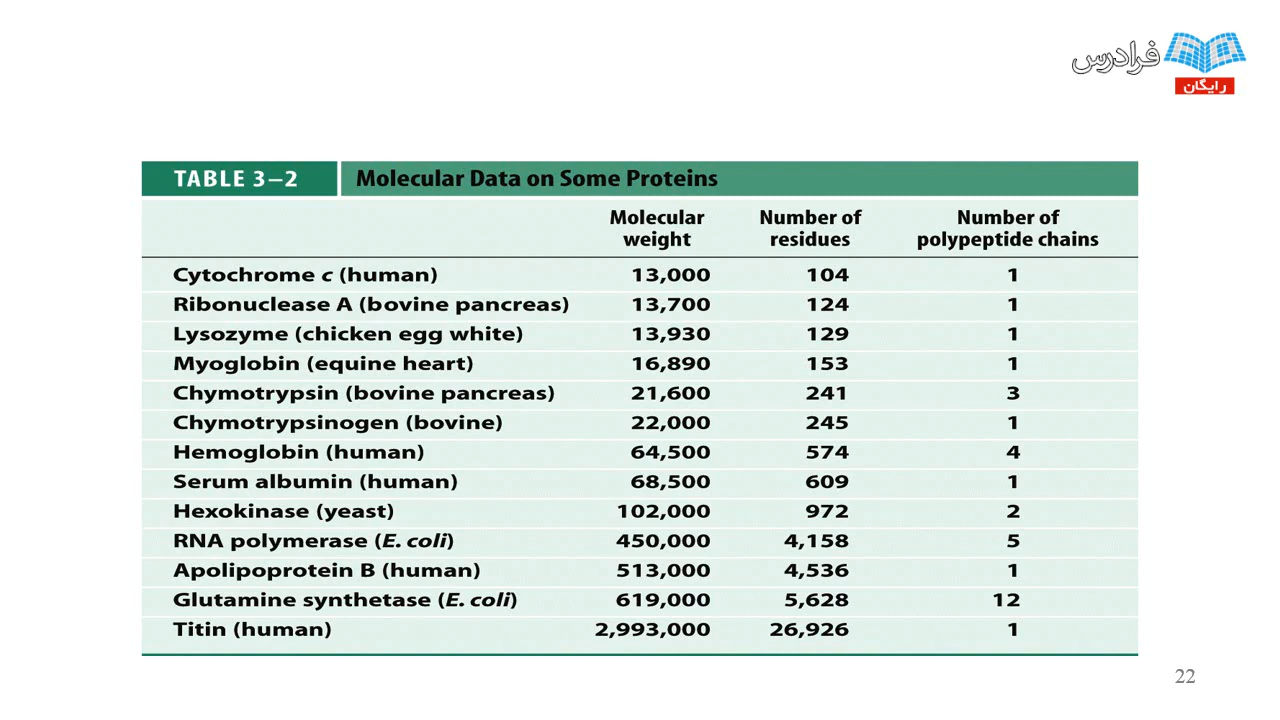 فرادرس
رایگان
TABLE 3–2 Molecular Data on Some Proteins
Molecular weight Number of residues Number of polypeptide chains
Cytochrome c (human) 13,000 104 1
Ribonuclease A (bovine pancreas) 13,700 124 1
Lysozyme (chicken egg white) 13,930 129 1
Myoglobin (equine heart) 16,890 153 1
Chymotrypsin (bovine pancreas) 21,600 241 3
Chymotrypsinogen (bovine) 22,000 245 1
Hemoglobin (human) 64,500 574 4
Serum albumin (human) 68,500 609 1
Hexokinase (yeast) 102,000 972 2
RNA polymerase (E. coli) 450,000 4,158 5
Apolipoprotein B (human) 513,000 4,536 1
Glutamine synthetase (E. coli) 619,000 5,628 12
Titin (human) 2,993,000 26,926 1
22